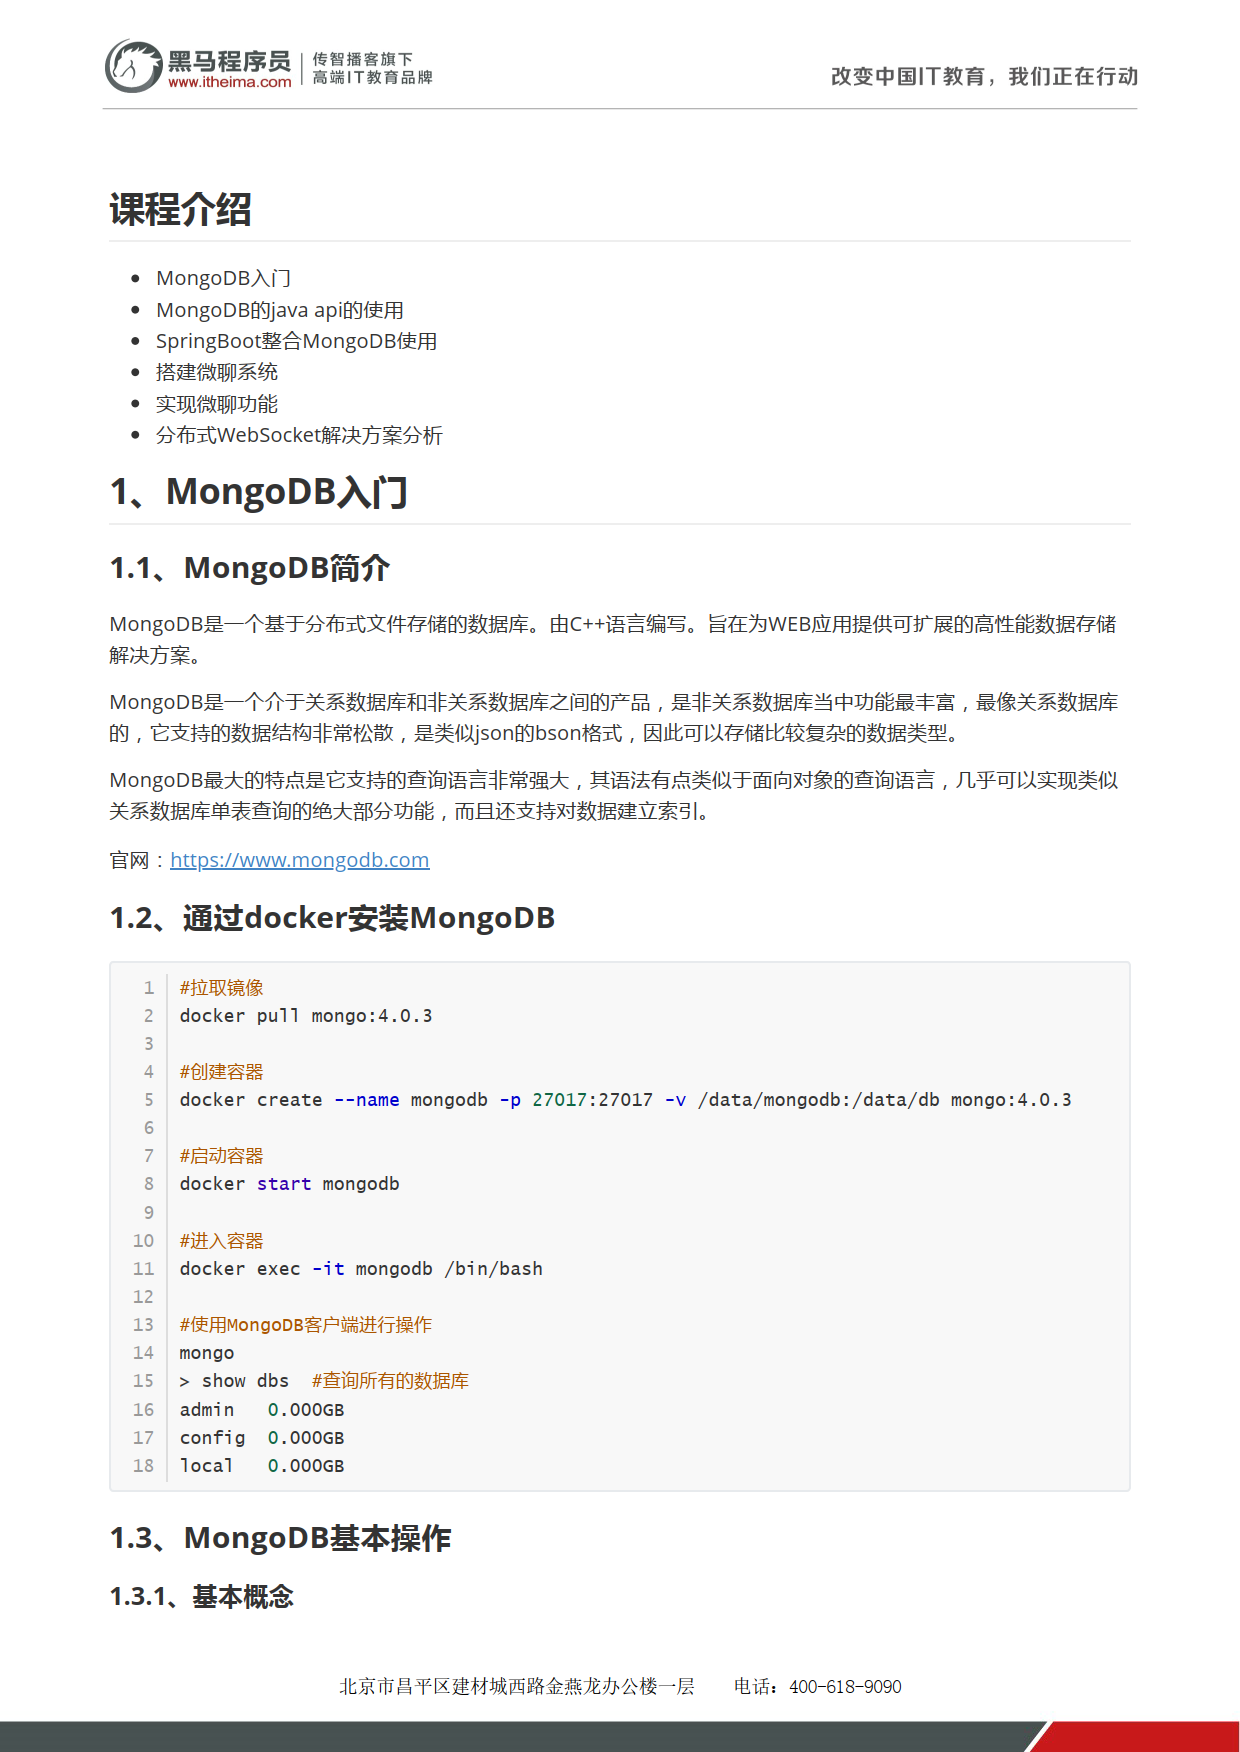 黑马程序员
www.itheima.com
传智播客旗下
高端IT教育品牌
改变中国IT教育，我们正在行动
课程介绍
MongoDB入门
MongoDB的java api的使用
SpringBoot整合MongoDB使用
搭建微聊系统
实现微聊功能
分布式WebSocket解决方案分析
1、MongoDB入门
1.1、MongoDB简介
MongoDB是一个基于分布式文件存储的数据库。由C++语言编写。旨在为WEB应用提供可扩展的高性能数据存储
解决方案。
MongoDB是一个介于关系数据库和非关系数据库之间的产品，是非关系数据库当中功能最丰富，最像关系数据库
的，它支持的数据结构非常松散，是类似json的bson格式，因此可以存储比较复杂的数据类型。
MongoDB最大的特点是它支持的查询语言非常强大，其语法有点类似于面向对象的查询语言，几乎可以实现类似
关系数据库单表查询的绝大部分功能，而且还支持对数据建立索引。
官网：https://www.mongodb.com
1.2、通过docker安装MongoDB
1 #拉取镜像
2 docker pull mongo:4.0.3
3
4 #创建容器
5 docker create --name mongodb -p 27017:27017 -v /data/mongodb:/data/db mongo:4.0.3
6
7 #启动容器
8 docker start mongodb
9
10 #进入容器
11 docker exec -it mongodb /bin/bash
12
13 #使用MongoDB客户端进行操作
14 mongo
15 > show dbs  #查询所有的数据库
16 admin   0.000GB
17 config  0.000GB
18 local   0.000GB
1.3、MongoDB基本操作
1.3.1、基本概念
北京市昌平区建材城西路金燕龙办公楼一层 电话：400-618-9090